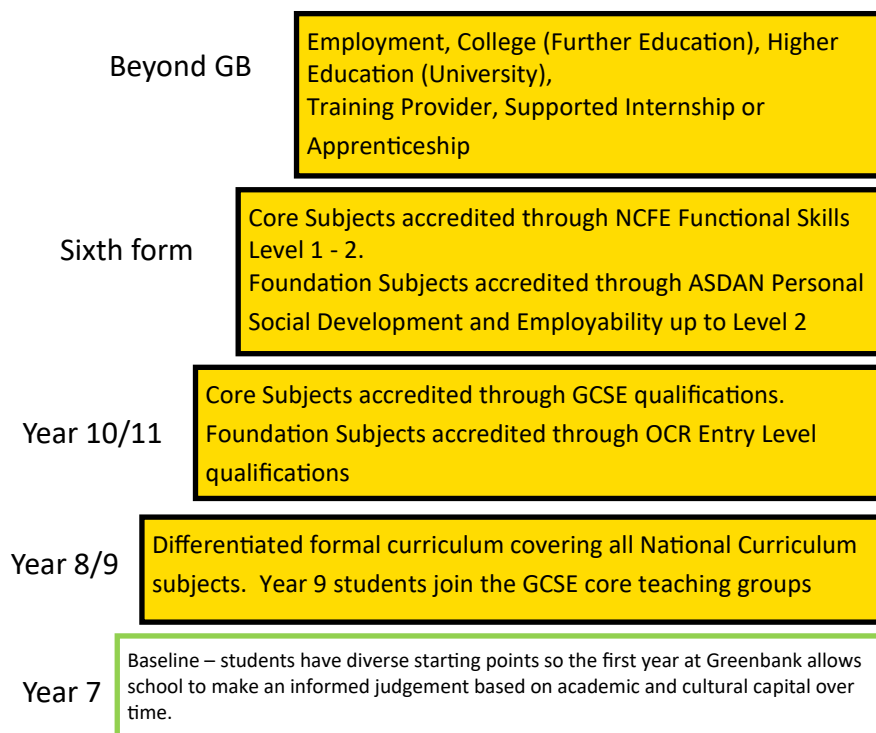 Beyond GB
Employment, College (Further Education), Higher
Education (University),
Training Provider, Supported Internship or
Apprenticeship
Sixth form
Core Subjects accredited through NCFE Functional Skills
Level 1 - 2.
Foundation Subjects accredited through ASDAN Personal
Social Development and Employability up to Level 2
Year 10/11
Core Subjects accredited through GCSE qualifications.
Foundation Subjects accredited through OCR Entry Level
qualifications
Year 8/9
Differentiated formal curriculum covering all National Curriculum
subjects.  Year 9 students join the GCSE core teaching groups
Year 7
Baseline – students have diverse starting points so the first year at Greenbank allows
school to make an informed judgement based on academic and cultural capital over
time.